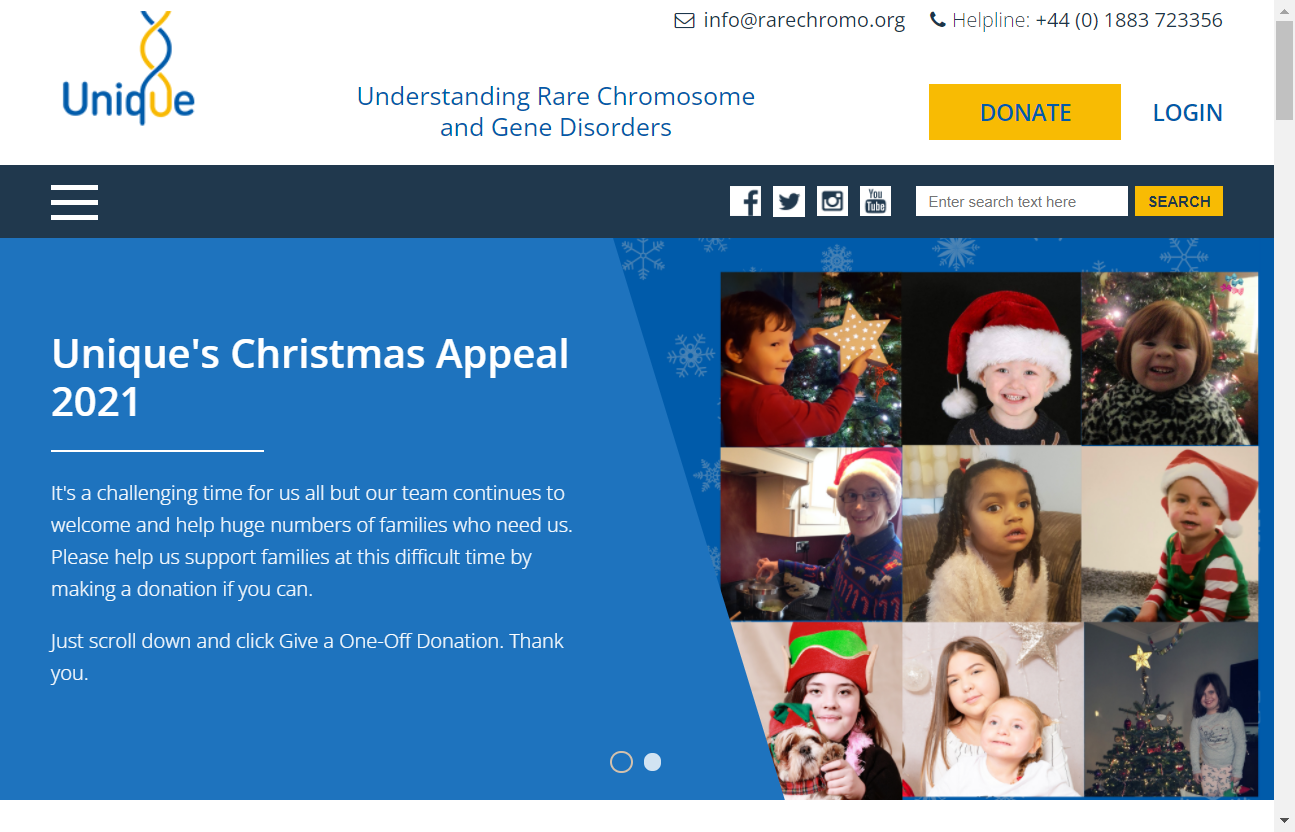 info@rarechromo.org
Helpline: +44 (0) 1883 723356
Unique
Understanding Rare Chromosome
and Gene Disorders
DONATE
LOGIN
f
You
Tube
Enter search text here
SEARCH
Unique's Christmas Appeal
2021
It's a challenging time for us all but our team continues to
welcome and help huge numbers of families who need us.
Please help us support families at this difficult time by
making a donation if you can.
Just scroll down and click Give a One-Off Donation. Thank
you.